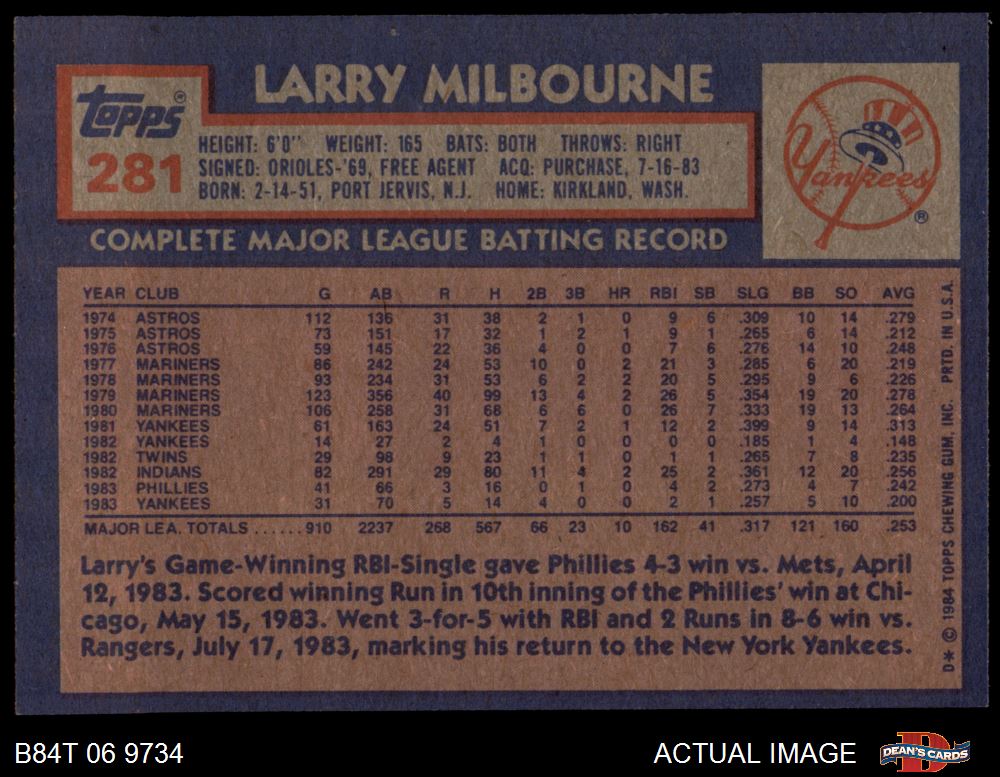 LARRY MILBOURNE
Topps®
281
HEIGHT: 6'0" WEIGHT: 165 BATS: BOTH THROWS: RIGHT
SIGNED: ORIOLES-'69, FREE AGENT ACQ: PURCHASE, 7-16-83
BORN: 2-14-51, PORT JERVIS, N.J. HOME: KIRKLAND, WASH.
Yankees
®
COMPLETE MAJOR LEAGUE BATTING RECORD
YEAR CLUB G AB R H 2B 3B HR RBI SB SLG BB SO AVG
1974 ASTROS 112 136 31 38 2 1 0 9 6 .309 10 14 .279
1975 ASTROS 73 151 17 32 1 2 1 9 1 .265 6 14 .212
1976 ASTROS 59 145 22 36 4 0 0 7 6 .276 14 10 .248
1977 MARINERS 86 242 24 53 10 0 2 21 3 .285 6 20 .219
1978 MARINERS 93 234 31 53 6 2 2 20 5 .295 9 6 .226
1979 MARINERS 123 356 40 99 13 4 2 26 5 .354 19 20 .278
1980 MARINERS 106 258 31 68 6 6 0 26 7 .333 19 13 .264
1981 YANKEES 61 163 24 51 7 2 1 12 2 .399 9 14 .313
1982 YANKEES 14 27 2 4 1 0 0 0 0 .185 1 4 .148
1982 TWINS 29 98 9 23 1 1 0 1 1 .265 7 8 .235
1982 INDIANS 82 291 29 80 11 4 2 25 2 .361 12 20 .256
1983 PHILLIES 41 66 3 16 0 1 0 4 2 .273 4 7 .242
1983 YANKEES 31 70 5 14 4 0 0 2 1 .257 5 10 .200
MAJOR LEA. TOTALS ......910 2237 268 567 66 23 10 162 41 .317 121 160 .253
Larry's Game-Winning RBI-Single gave Phillies 4-3 win vs. Mets, April
12, 1983. Scored winning Run in 10th inning of the Phillies' win at Chi-
cago, May 15, 1983. Went 3-for-5 with RBI and 2 Runs in 8-6 win vs.
Rangers, July 17, 1983, marking his return to the New York Yankees.
D* © 1984 TOPPS CHEWING GUM, INC. PRTD. IN U.S.A.
B84T 06 9734
ACTUAL IMAGE
DEAN'S CARDS